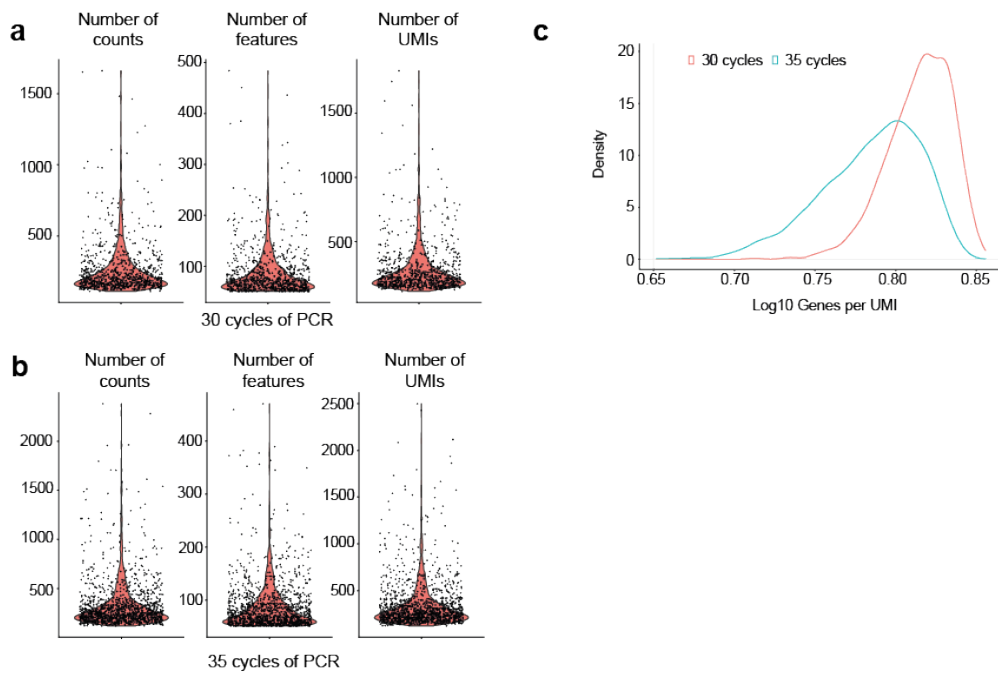 a
Number of
counts
Number of
features
Number of
UMIs
1500
1000
500
500
400
300
200
100
1500
1000
500
30 cycles of PCR
b
Number of
counts
Number of
features
Number of
UMIs
2000
1500
1000
500
400
300
200
100
2500
2000
1500
1000
500
35 cycles of PCR
c
30 cycles 35 cycles
20
15
10
5
0
Density
0.65 0.70 0.75 0.80 0.85
Log10 Genes per UMI